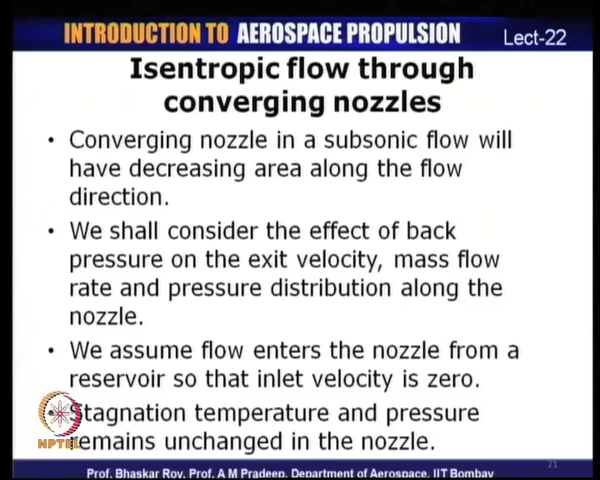 INTRODUCTION TO AEROSPACE PROPULSION
Lect-22
Isentropic flow through
converging nozzles
• Converging nozzle in a subsonic flow will
have decreasing area along the flow
direction.
• We shall consider the effect of back
pressure on the exit velocity, mass flow
rate and pressure distribution along the
nozzle.
• We assume flow enters the nozzle from a
reservoir so that inlet velocity is zero.
• Stagnation temperature and pressure
remains unchanged in the nozzle.
NPTEL
21
Prof. Bhaskar Roy, Prof. A M Pradeep, Department of Aerospace, IIT Bombay